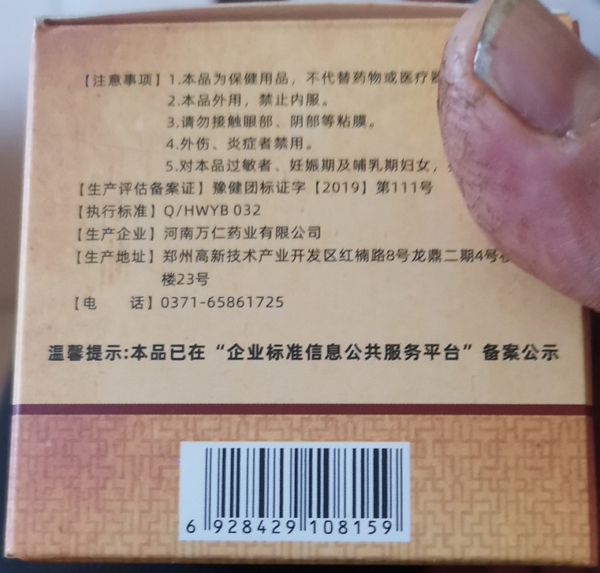 【注意事项】1.本品为保健用品，不代替药物或医疗
2.本品外用，禁止内服。
3.请勿接触眼部、阴部等粘膜。
4.外伤、炎症者禁用。
5.对本品过敏者、妊娠期及哺乳期妇女，
【生产评估备案证】豫健团标证字【2019】第111号
【执行标准】Q/HWYB 032
【生产企业】河南万仁药业有限公司
【生产地址】郑州高新技术产业开发区红楠路8号龙鼎二期4号
楼23号
【电 话】0371-65861725
温馨提示:本品已在“企业标准信息公共服务平台”备案公示
6 928429 108159